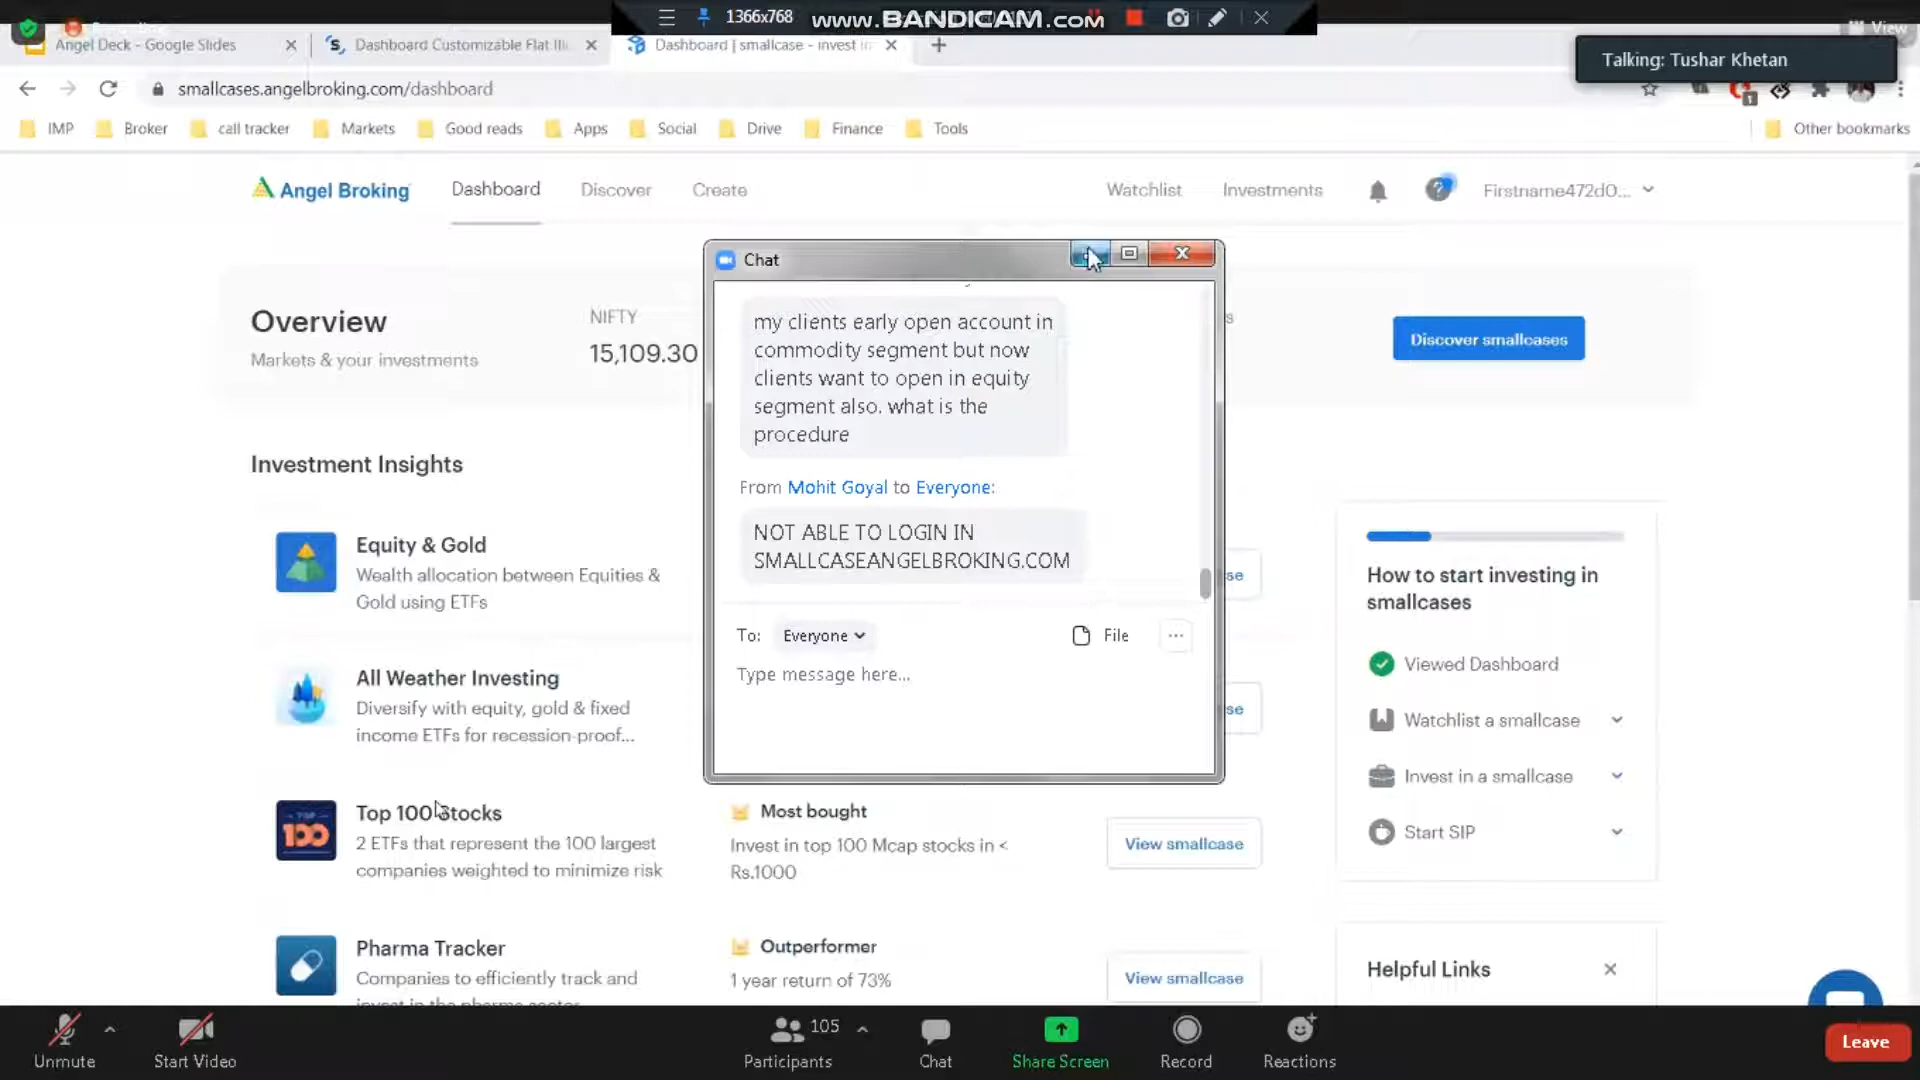 1366x768
www.BANDICAM.com
View
Angel Deck - Google Slides
Dashboard Customizable Flat Ill
Dashboard | smallcase - invest in
Talking: Tushar Khetan
smallcases.angelbroking.com/dashboard
IMP
Broker
call tracker
Markets
Good reads
Apps
Social
Drive
Finance
Tools
Other bookmarks
Angel Broking
Dashboard
Discover
Create
Watchlist
Investments
Firstname472d0...
Chat
Overview
Markets & your investments
NIFTY
15,109.30
s
Discover smallcases
my clients early open account in
commodity segment but now
clients want to open in equity
segment also. what is the
procedure
From Mohit Goyal to Everyone:
NOT ABLE TO LOGIN IN
SMALLCASEANGELBROKING.COM
To: Everyone
File
...
Type message here...
Investment Insights
Equity & Gold
Wealth allocation between Equities &
Gold using ETFs
se
All Weather Investing
Diversify with equity, gold & fixed
income ETFs for recession-proof...
se
Top 100 Stocks
2 ETFs that represent the 100 largest
companies weighted to minimize risk
TOP
100
Most bought
Invest in top 100 Mcap stocks in <
Rs.1000
View smallcase
Pharma Tracker
Companies to efficiently track and
invest in the pharma sector
Outperformer
1 year return of 73%
View smallcase
How to start investing in
smallcases
Viewed Dashboard
Watchlist a smallcase
Invest in a smallcase
Start SIP
Helpful Links
Unmute
Start Video
105
Participants
Chat
Share Screen
Record
Reactions
Leave